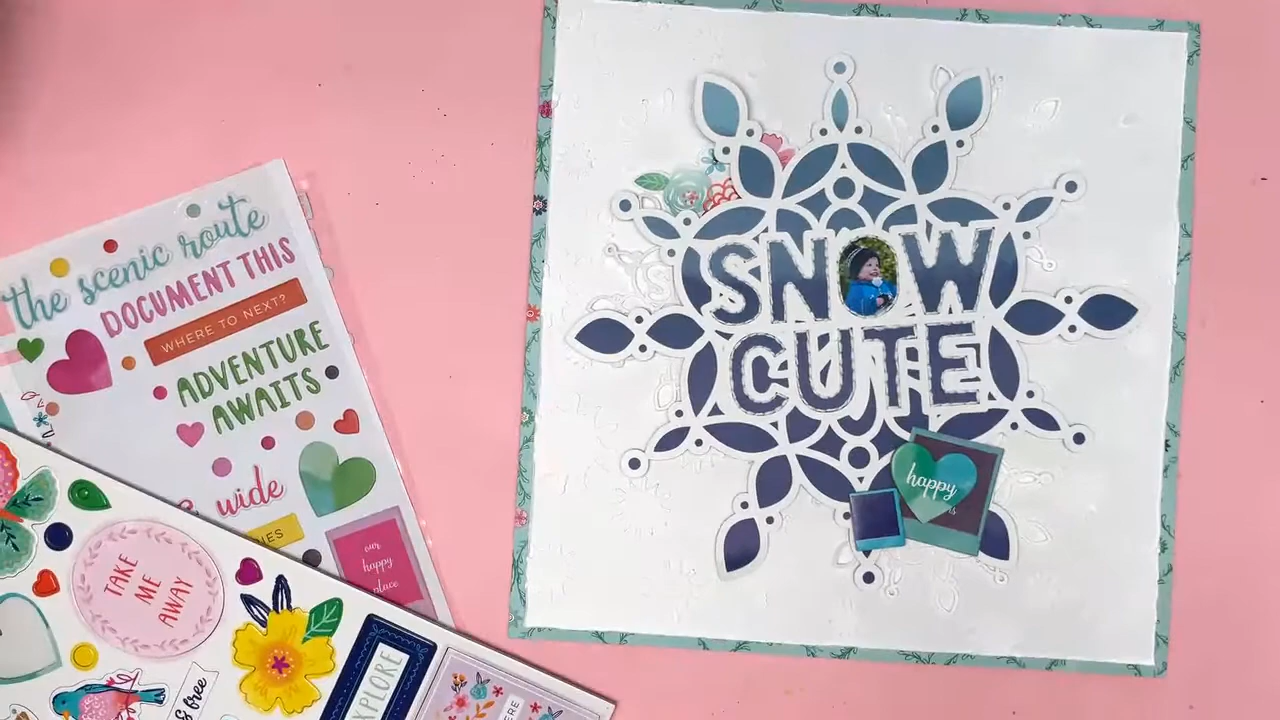 the scenic route
DOCUMENT THIS
WHERE TO NEXT?
ADVENTURE
AWAITS
wide
our
happy
place
TAKE
ME
AWAY
free
SNOW
CUTE
happy